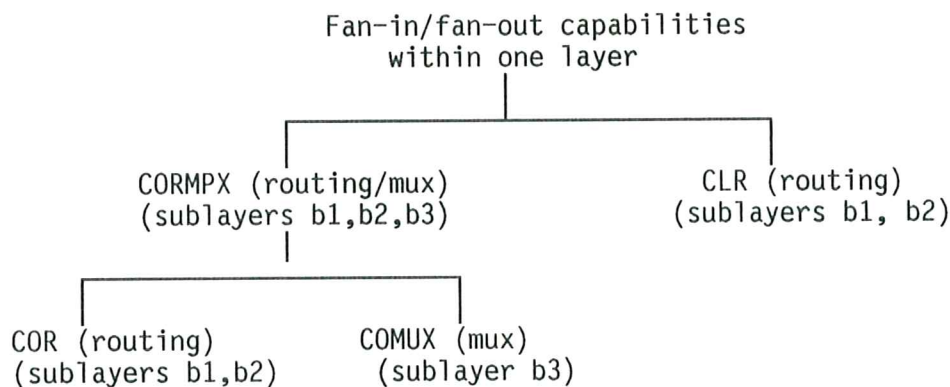 Fan-in/fan-out capabilities
within one layer
CORMPX (routing/mux)
(sublayers b1,b2,b3)
CLR (routing)
(sublayers b1, b2)
COR (routing)
(sublayers b1,b2)
COMUX (mux)
(sublayer b3)